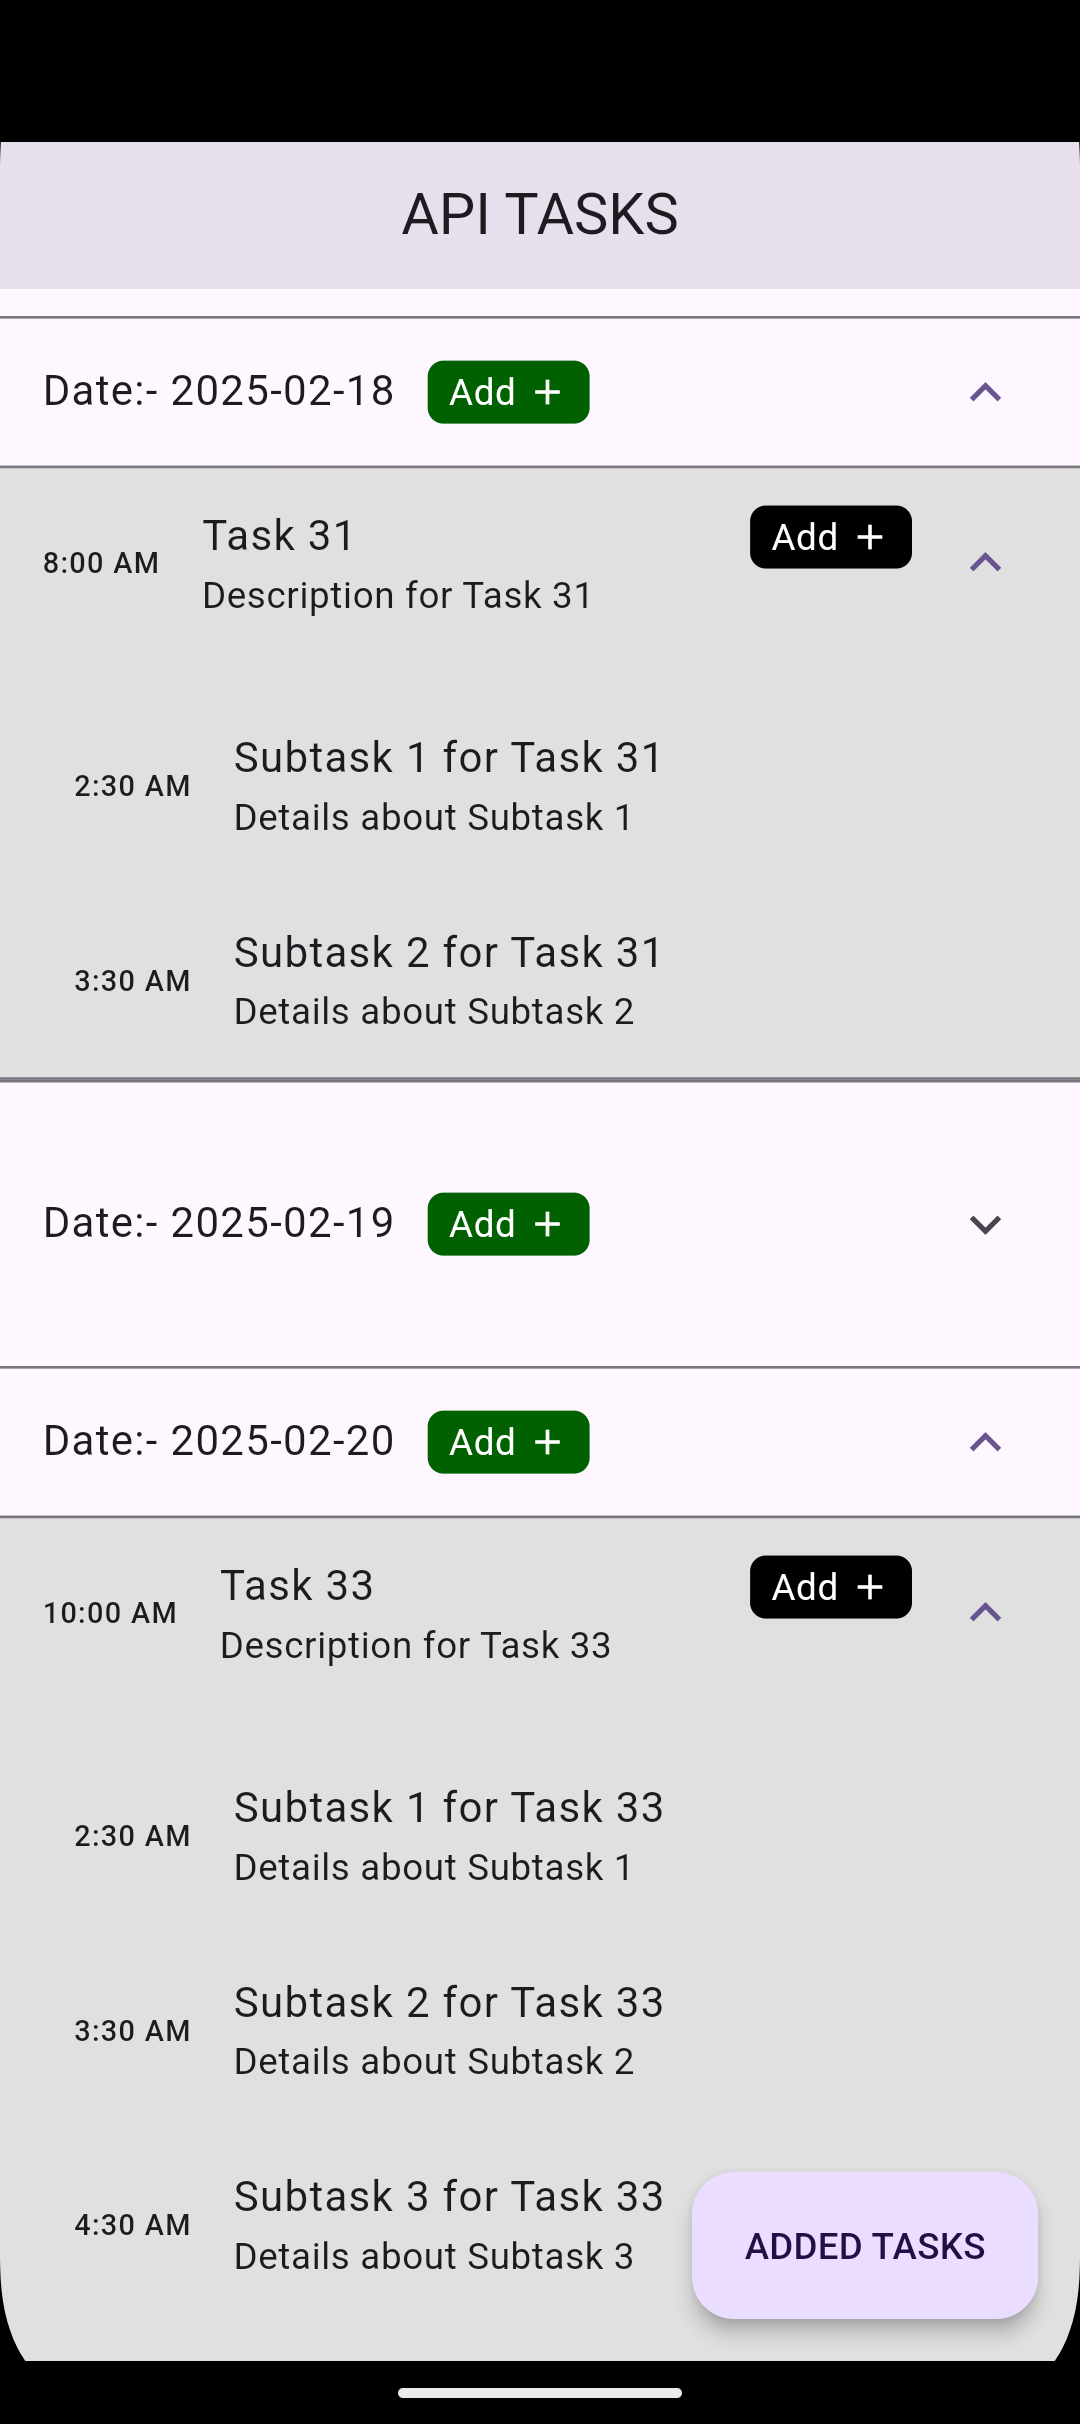 API TASKS
Date:- 2025-02-18 Add +
Task 31 Add +
8:00 AM
Description for Task 31
Subtask 1 for Task 31
2:30 AM
Details about Subtask 1
Subtask 2 for Task 31
3:30 AM
Details about Subtask 2
Date:- 2025-02-19 Add +
Date:- 2025-02-20 Add +
Task 33 Add +
10:00 AM
Description for Task 33
Subtask 1 for Task 33
2:30 AM
Details about Subtask 1
Subtask 2 for Task 33
3:30 AM
Details about Subtask 2
Subtask 3 for Task 33
4:30 AM
Details about Subtask 3
ADDED TASKS